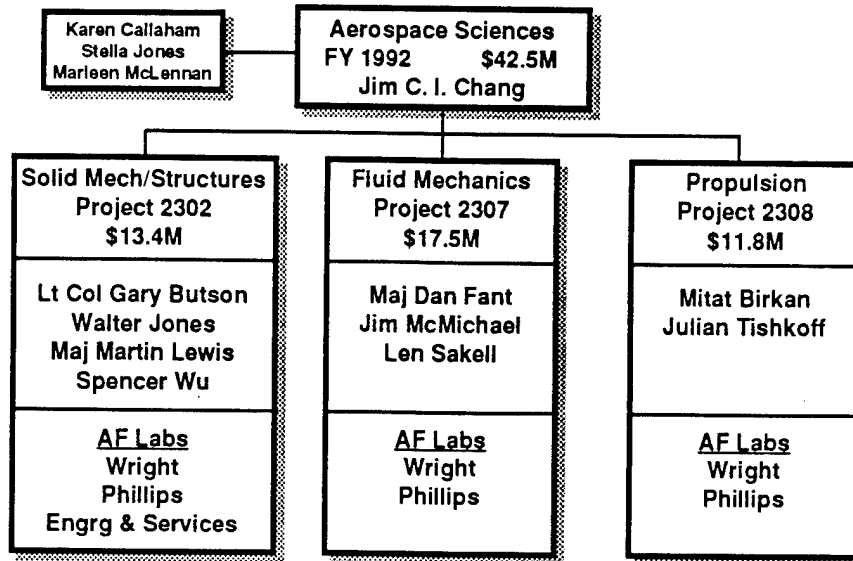 Karen Callaham
Stella Jones
Marleen McLennan
Aerospace Sciences
FY 1992 $42.5M
Jim C. I. Chang
Solid Mech/Structures
Project 2302
$13.4M
Lt Col Gary Butson
Walter Jones
Maj Martin Lewis
Spencer Wu
AF Labs
Wright
Phillips
Engrg & Services
Fluid Mechanics
Project 2307
$17.5M
Maj Dan Fant
Jim McMichael
Len Sakell
AF Labs
Wright
Phillips
Propulsion
Project 2308
$11.8M
Mitat Birkan
Julian Tishkoff
AF Labs
Wright
Phillips